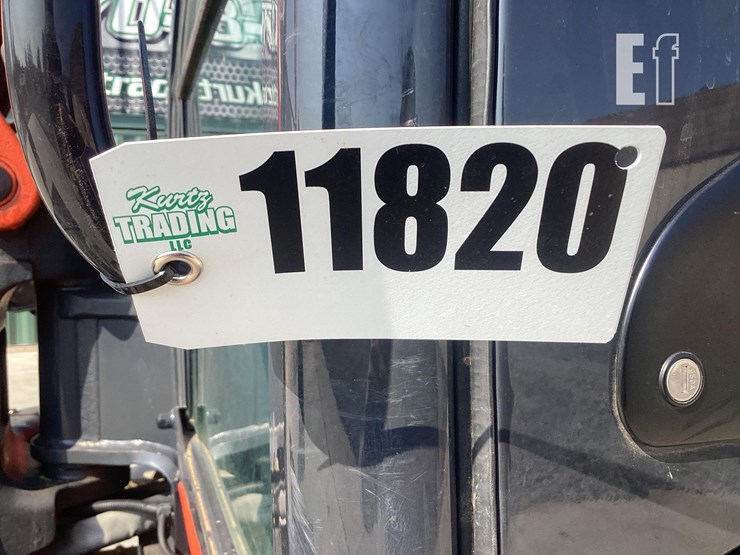 Ef
Kurtz
TRADING
LLC
11820